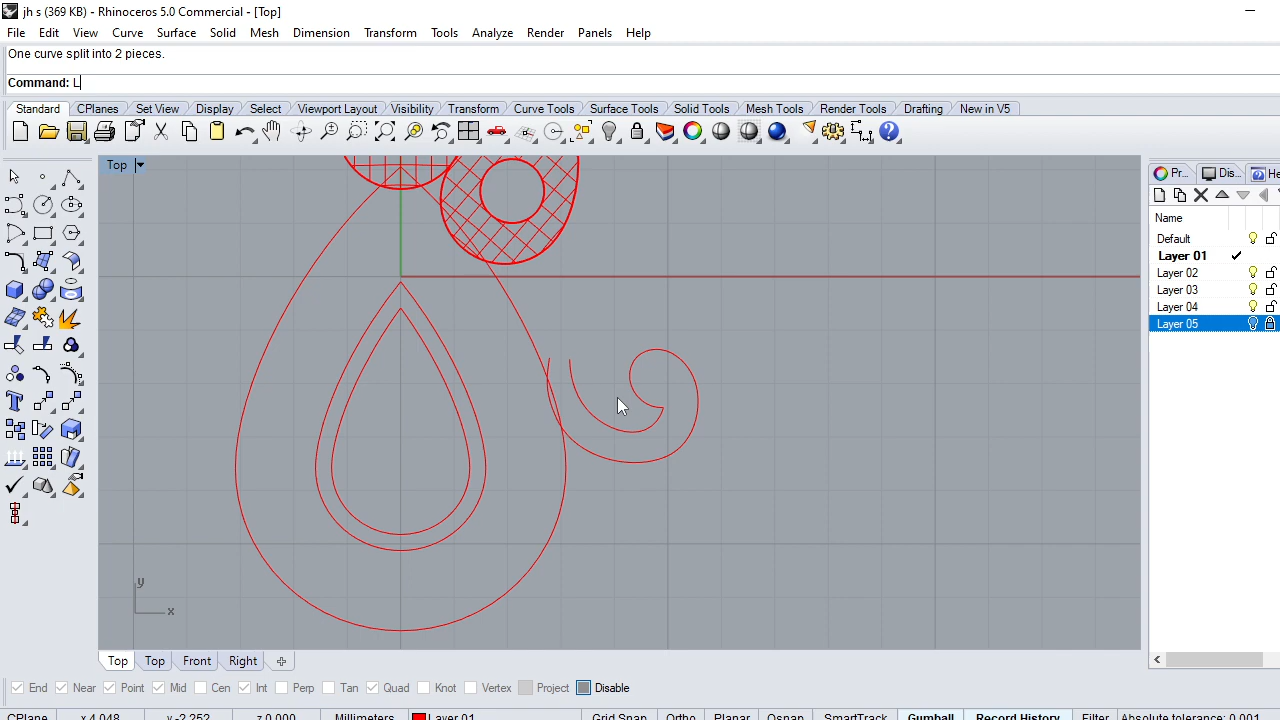 jh s (369 KB) - Rhinoceros 5.0 Commercial - [Top]
File Edit View Curve Surface Solid Mesh Dimension Transform Tools Analyze Render Panels Help
One curve split into 2 pieces.
Command: L
Standard CPlanes Set View Display Select Viewport Layout Visibility Transform Curve Tools Surface Tools Solid Tools Mesh Tools Render Tools Drafting New in V5
Top
Pr... Dis... He
Name
Default
Layer 01
Layer 02
Layer 03
Layer 04
Layer 05
y
x
Top Top Front Right
End Near Point Mid Cen Int Perp Tan Quad Knot Vertex Project Disable
CPlane x 4.048 y -2.252 z 0.000 Millimeters Layer 01 Grid Snap Ortho Planar Osnap SmartTrack Gumball Record History Filter Absolute tolerance: 0.001